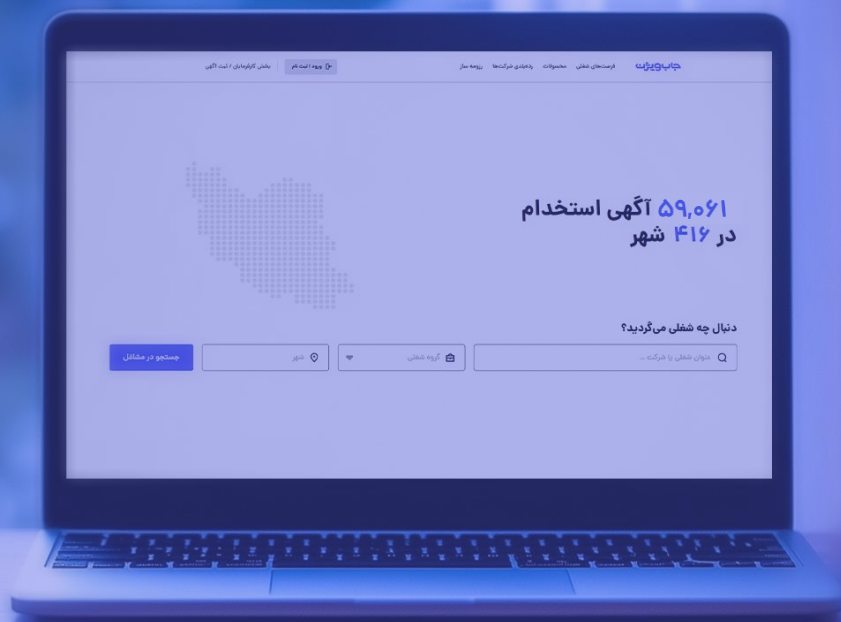 جاب‌ویژن
فرصت‌های شغلی محصولات رده‌بندی شرکت‌ها رزومه ساز
ورود / ثبت نام
بخش کارفرمایان / ثبت آگهی
۵۹,۰۶۱ آگهی استخدام
در ۴۱۶ شهر
دنبال چه شغلی می‌گردید؟
عنوان شغلی یا شرکت ... گروه شغلی شهر جستجو در مشاغل